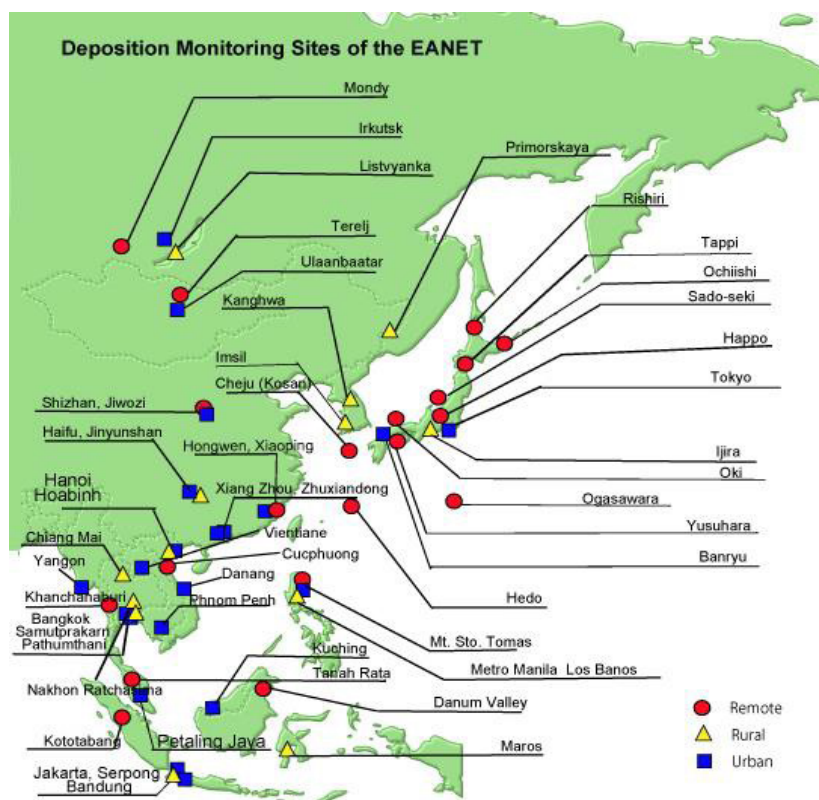 Deposition Monitoring Sites of the EANET
Mondy
Irkutsk
Primorskaya
Listvyanka
Rishiri
Terelj
Tappi
Ulaanbaatar
Ochiishi
Kanghwa
Sado-seki
Happo
Imsil
Cheju (Kosan)
Tokyo
Shizhan, Jiwozi
Haifu, Jinyunshan
Hongwen, Xiaoping
Ijira
Oki
Hanoi
Hoabinh
Xiang Zhou, Zhuxiandong
Ogasawara
Vientiane
Yusuhara
Chiang Mai
Cucphuong
Yangon
Danang
Banryu
Khanchanaburi
Phnom Penh
Hedo
Bangkok
Samutprakarn
Pathumthani
Mt. Sto. Tomas
Kuching
Metro Manila Los Banos
Tanah Rata
Nakhon Ratchasima
Danum Valley
Remote
Kototabang
Petaling Jaya
Maros
Rural
Jakarta, Serpong
Bandung
Urban